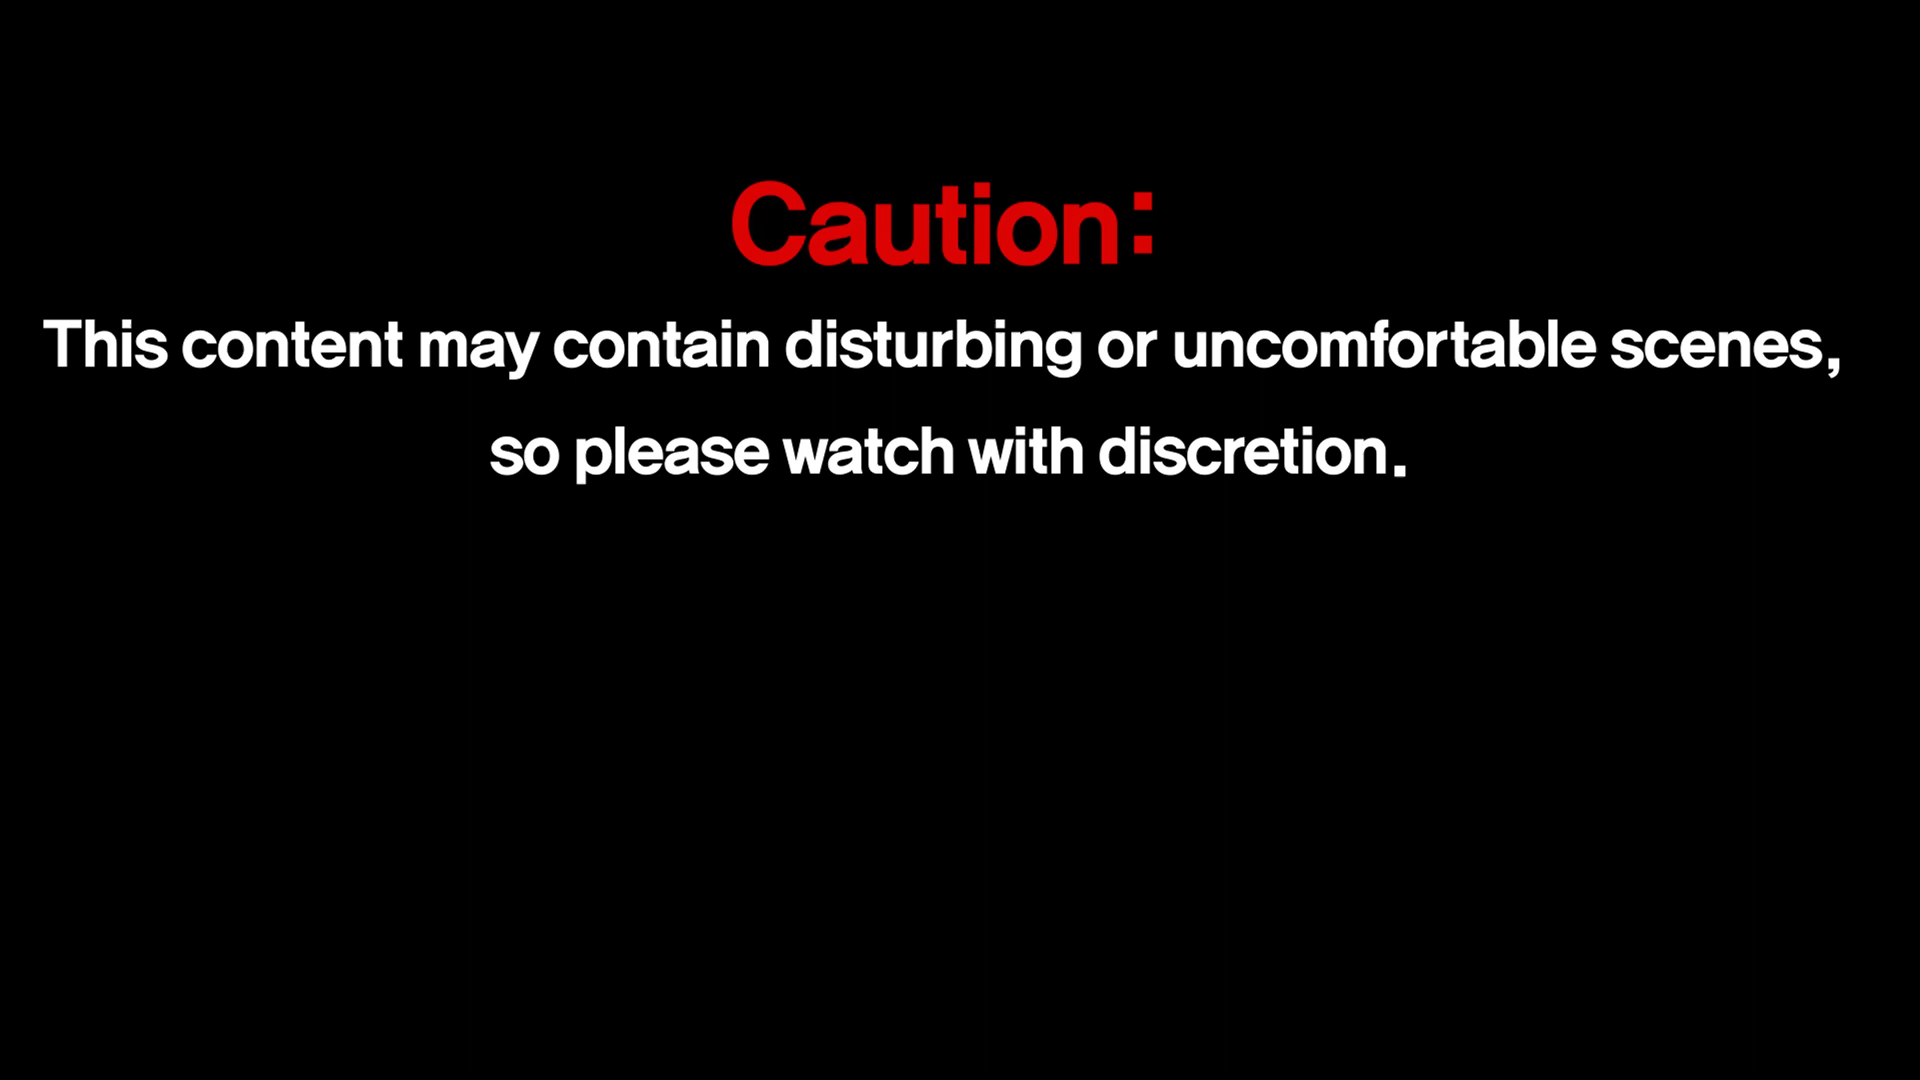 Caution:
This content may contain disturbing or uncomfortable scenes,
so please watch with discretion.